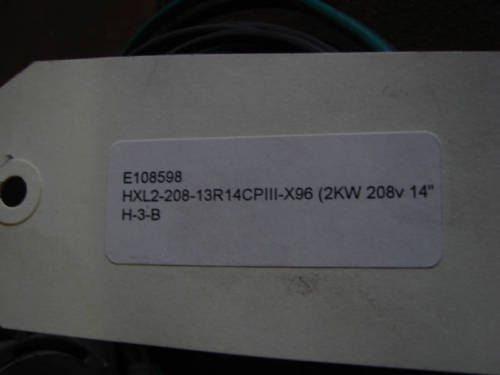 E108598
HXL2-208-13R14CPIII-X96 (2KW 208v 14"
H-3-B